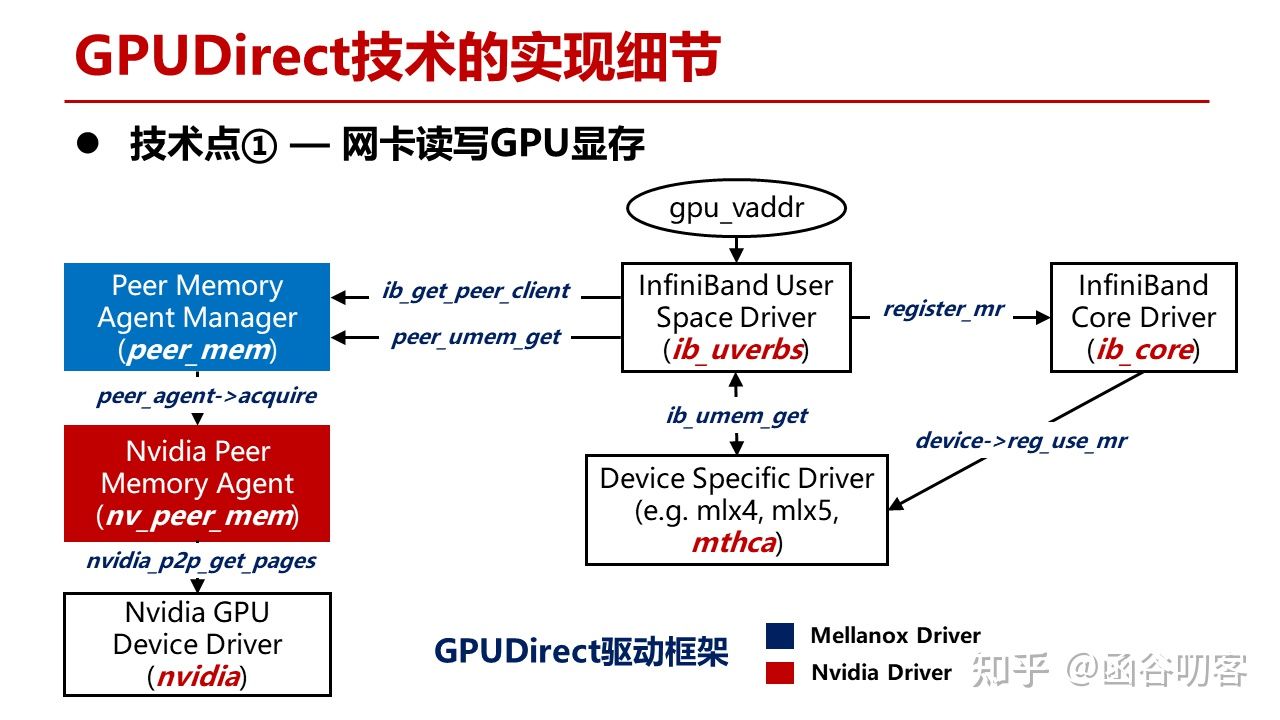 GPUDirect技术的实现细节
● 技术点① — 网卡读写GPU显存
gpu_vaddr
Peer Memory
Agent Manager
(peer_mem)
ib_get_peer_client
peer_umem_get
InfiniBand User
Space Driver
(ib_uverbs)
register_mr
InfiniBand
Core Driver
(ib_core)
peer_agent->acquire
ib_umem_get
device->reg_use_mr
Nvidia Peer
Memory Agent
(nv_peer_mem)
Device Specific Driver
(e.g. mlx4, mlx5,
mthca)
nvidia_p2p_get_pages
Nvidia GPU
Device Driver
(nvidia)
GPUDirect驱动框架
Mellanox Driver
Nvidia Driver
知乎 @函谷叨客